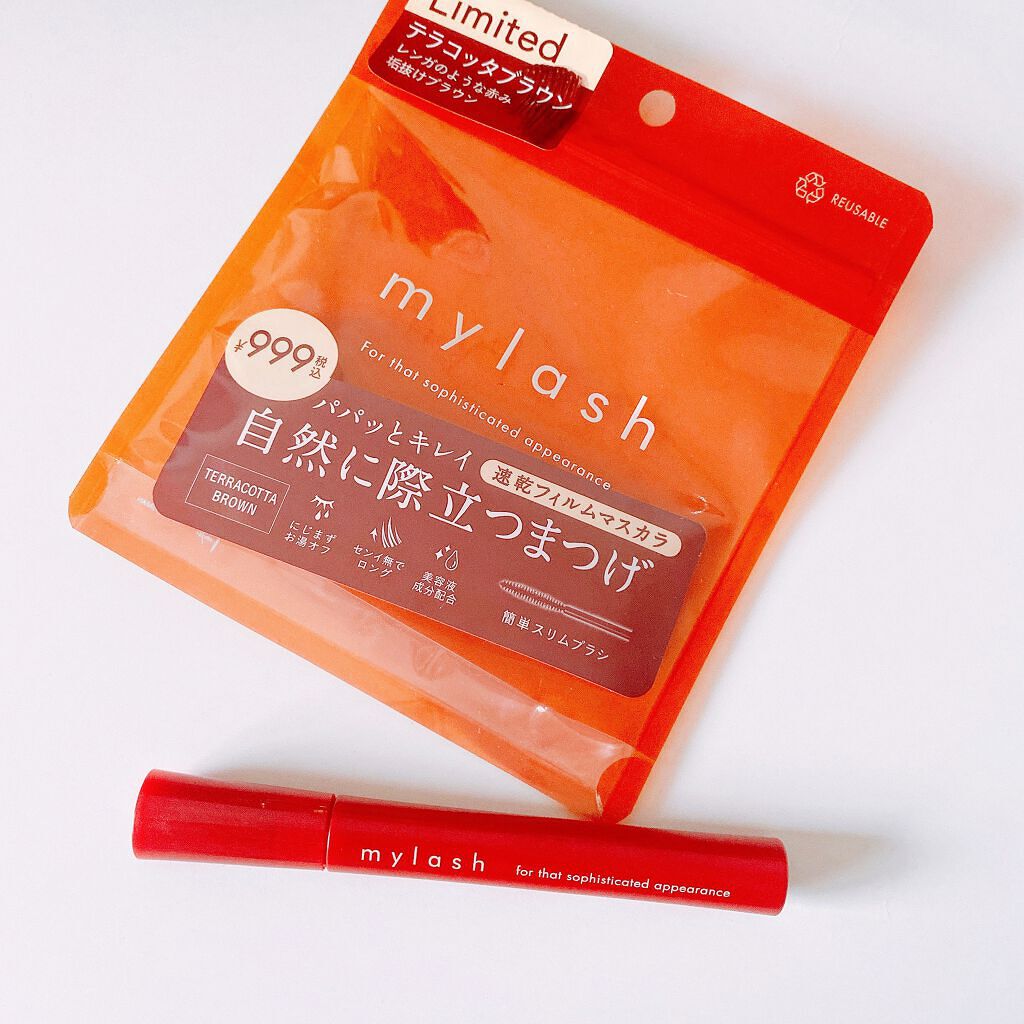 Limited
テラコッタブラウン
レンガのような赤み
垢抜けブラウン
REUSABLE
mylash
For that sophisticated appearance
¥999税込
パパッとキレイ
速乾フィルムマスカラ
自然に際立つまつげ
TERRACOTTA
BROWN
にじまず
お湯オフ
センイ無で
ロング
美容液
成分配合
簡単スリムブラシ
mylash for that sophisticated appearance